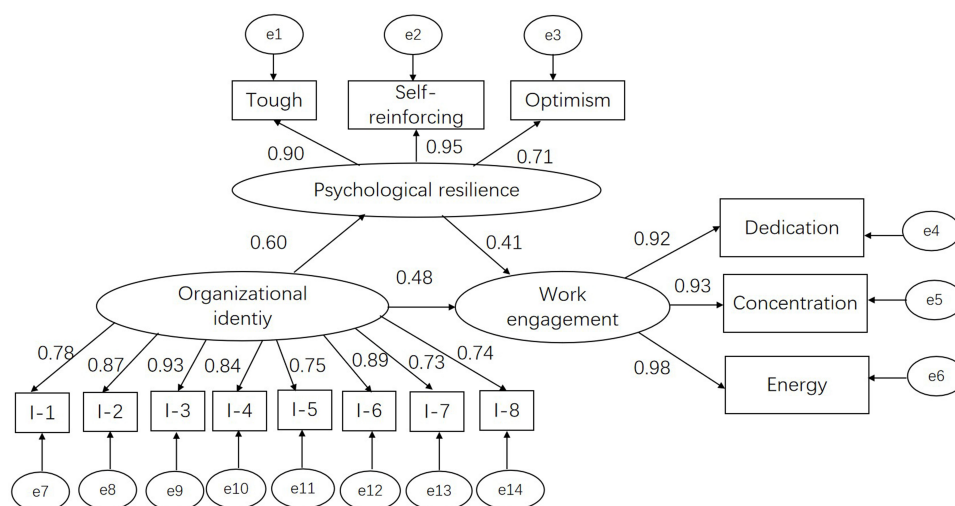 e1
e2
e3
Tough
Self-
reinforcing
Optimism
0.90
0.95
0.71
Psychological resilience
0.60
0.41
0.92
Dedication
e4
Organizational
identiy
0.48
Work
engagement
0.93
Concentration
e5
0.98
Energy
e6
0.78
0.87
0.93
0.84
0.75
0.89
0.73
0.74
I-1
I-2
I-3
I-4
I-5
I-6
I-7
I-8
e7
e8
e9
e10
e11
e12
e13
e14